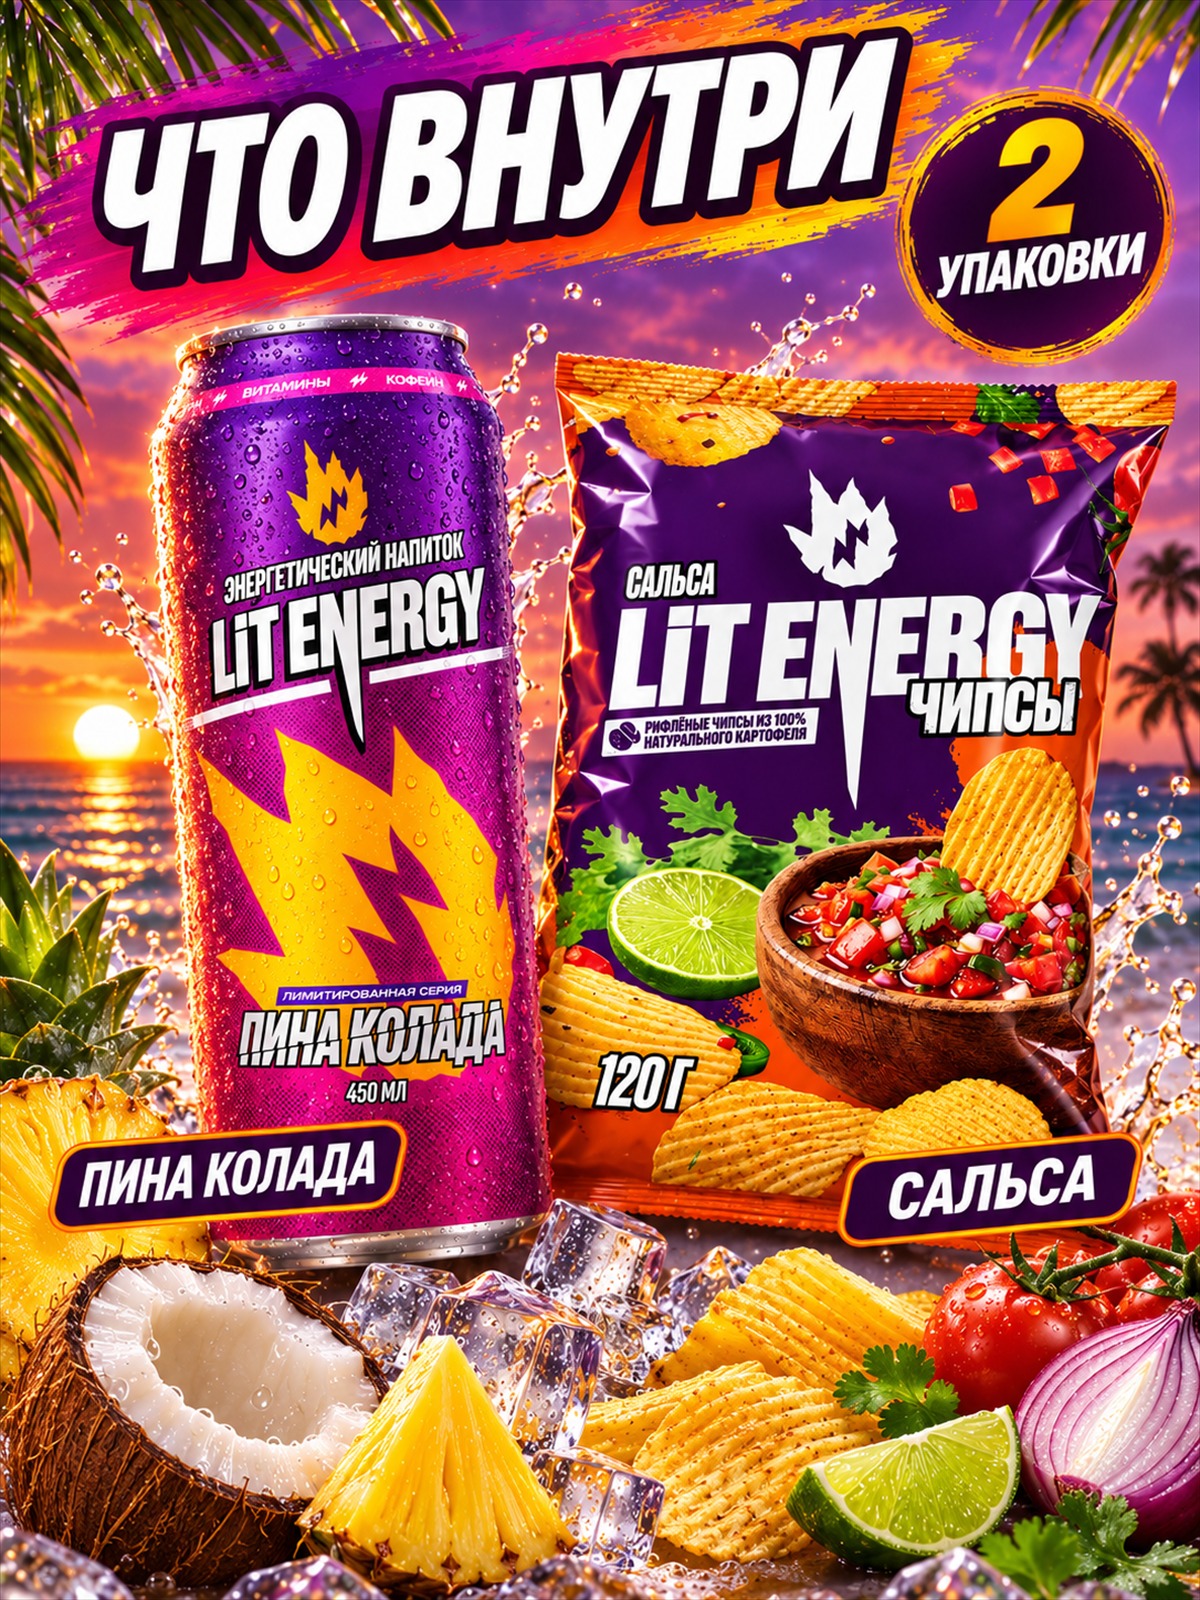 ЧТО ВНУТРИ
2
УПАКОВКИ
ВИТАМИНЫ КОФЕИН
ЭНЕРГЕТИЧЕСКИЙ НАПИТОК
LiT ENERGY
ЛИМИТИРОВАННАЯ СЕРИЯ
ПИНА КОЛАДА
450 МЛ
САЛЬСА
LiT ENERGY
ЧИПСЫ
РИФЛЁНЫЕ ЧИПСЫ ИЗ 100%
НАТУРАЛЬНОГО КАРТОФЕЛЯ
120 Г
ПИНА КОЛАДА
САЛЬСА